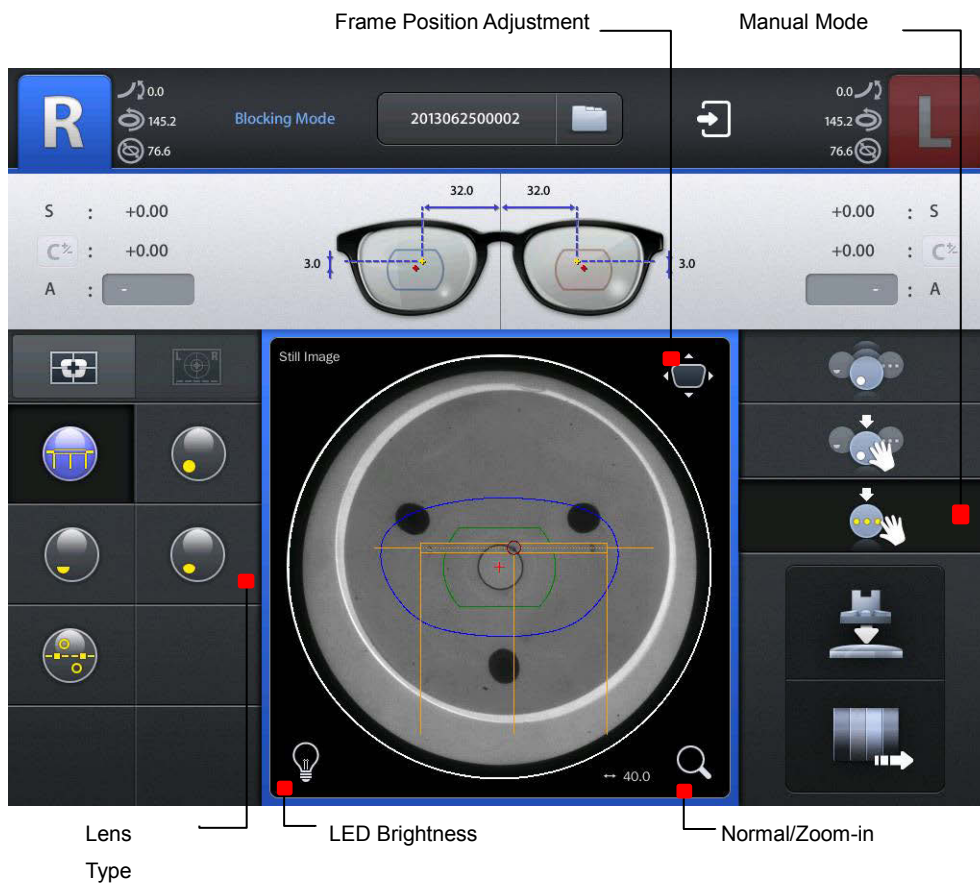 Frame Position Adjustment
Manual Mode
R
0.0
145.2
76.6
Blocking Mode
2013062500002
0.0
145.2
76.6
L
S : +0.00
C+/- : +0.00
A : -
32.0
32.0
3.0
3.0
+0.00 : S
+0.00 : C+/-
- : A
L R
Still Image
↔ 40.0
Lens
Type
LED Brightness
Normal/Zoom-in